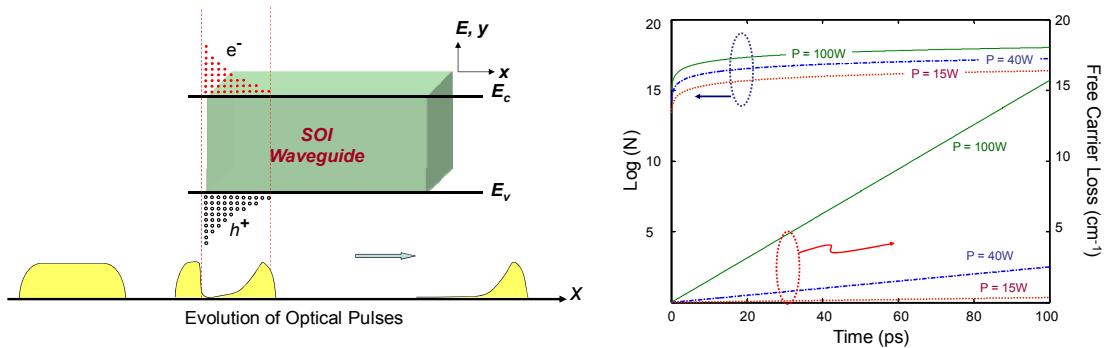 E, y
e-
x
Ec
SOI
Waveguide
Ev
h+
X
Evolution of Optical Pulses
20
15
10
5
Log (N)
P = 100W
P = 40W
P = 15W
P = 100W
P = 40W
P = 15W
0
20
40
60
80
100
Time (ps)
20
15
10
5
Free Carrier Loss (cm-1)